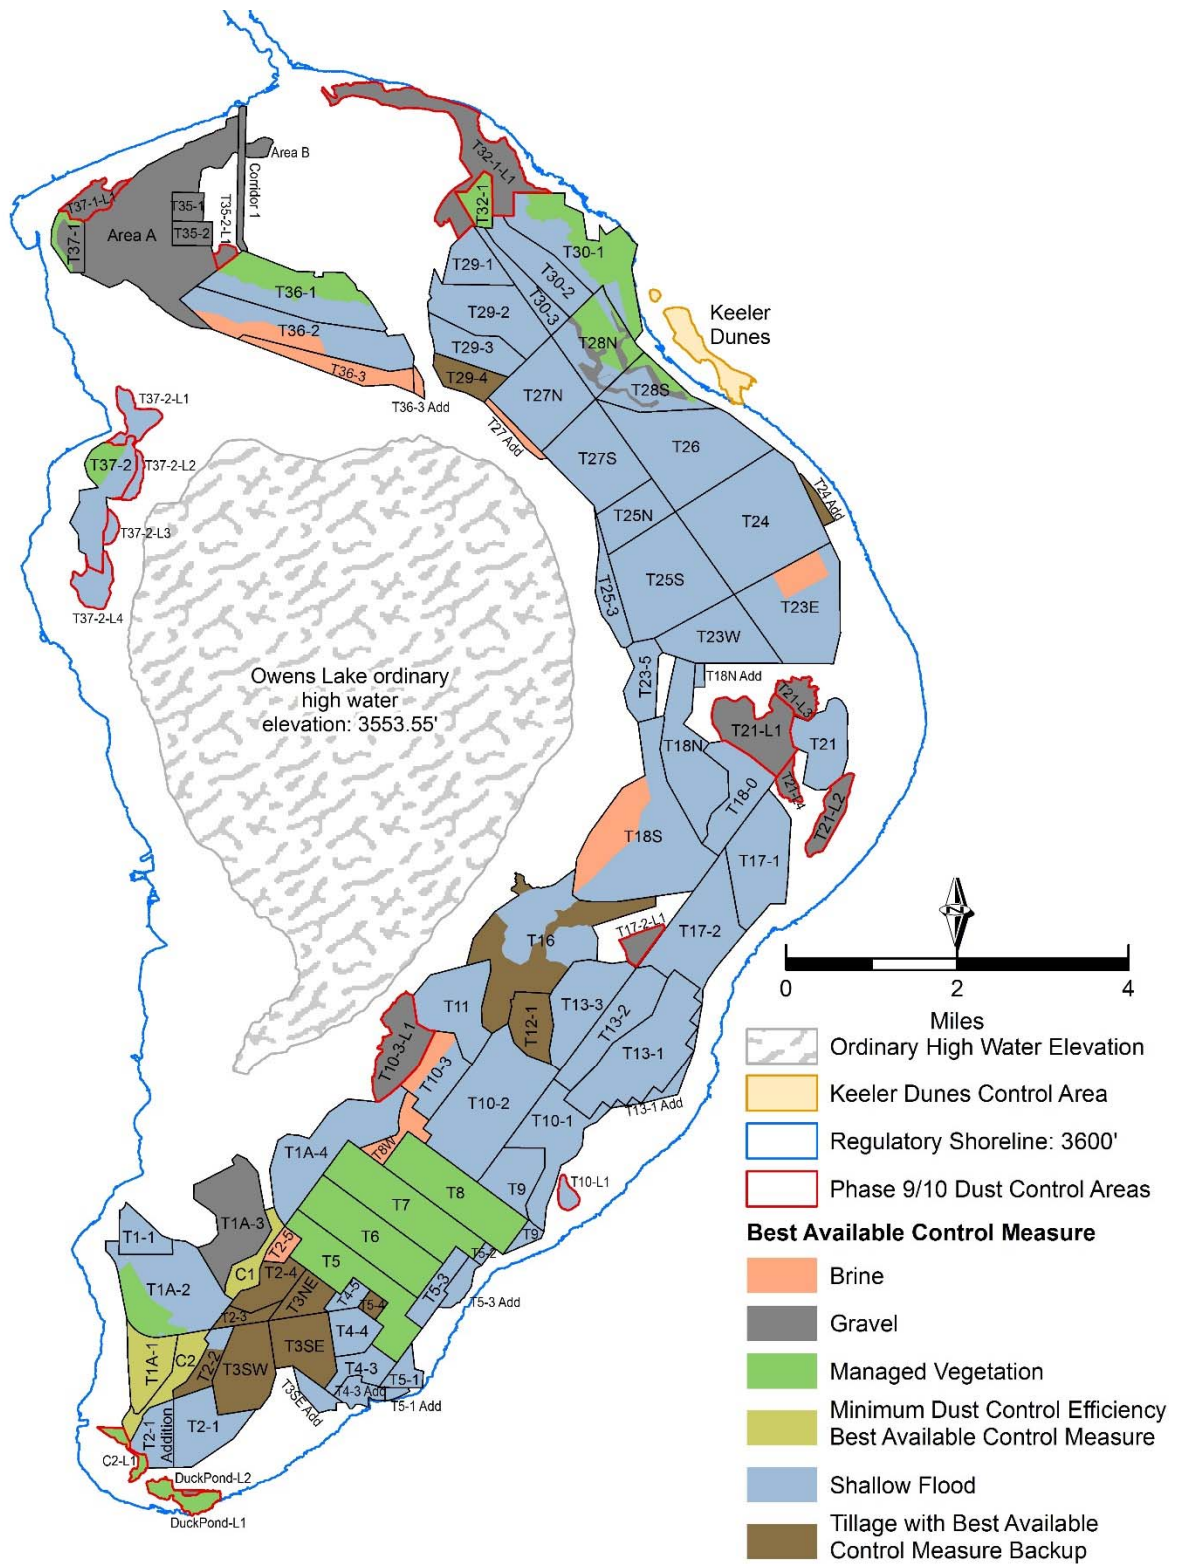 Area B
Corridor 1
T32-1-L1
T37-1-L1
T35-1
T35-2
T35-2-L1
T32-1
Area A
T37-1
T30-1
T29-1
T30-2
T36-1
T30-3
T29-2
Keeler
Dunes
T36-2
T28N
T29-3
T36-3
T29-4
T28S
T27N
T36-3 Add
T37-2-L1
T27 Add
T26
T37-2
T37-2-L2
T27S
T24 Add
T25N
T24
T37-2-L3
T25S
T25-3
T23E
T37-2-L4
T23W
Owens Lake ordinary
high water
elevation: 3553.55'
T23-5
T18N Add
T21-L3
T21-L1
T18N
T21
T18-0
T21-L4
T21-L2
T18S
T17-1
T17-2-L1
T16
T17-2
T11
T13-3
T12-1
T13-2
T10-3-L1
T13-1
T10-3
T10-2
T13-1 Add
T10-1
T1A-4
T8W
T8
T9
T10-L1
T7
T1A-3
T6
T1-1
T9
T2-5
T5-2
T5
C1
T2-4
T5-3
T1A-2
T3NE
T4-5
T5-4
T5-3 Add
T2-3
T4-4
T3SE
T1A-1
C2
T2-2
T3SW
T4-3
T5-1
T4-3 Add
T3SE Add
T5-1 Add
T2-1
Addition
T2-1
C2-L1
DuckPond-L2
DuckPond-L1
N
0 2 4
Miles
Ordinary High Water Elevation
Keeler Dunes Control Area
Regulatory Shoreline: 3600'
Phase 9/10 Dust Control Areas
Best Available Control Measure
Brine
Gravel
Managed Vegetation
Minimum Dust Control Efficiency
Best Available Control Measure
Shallow Flood
Tillage with Best Available
Control Measure Backup